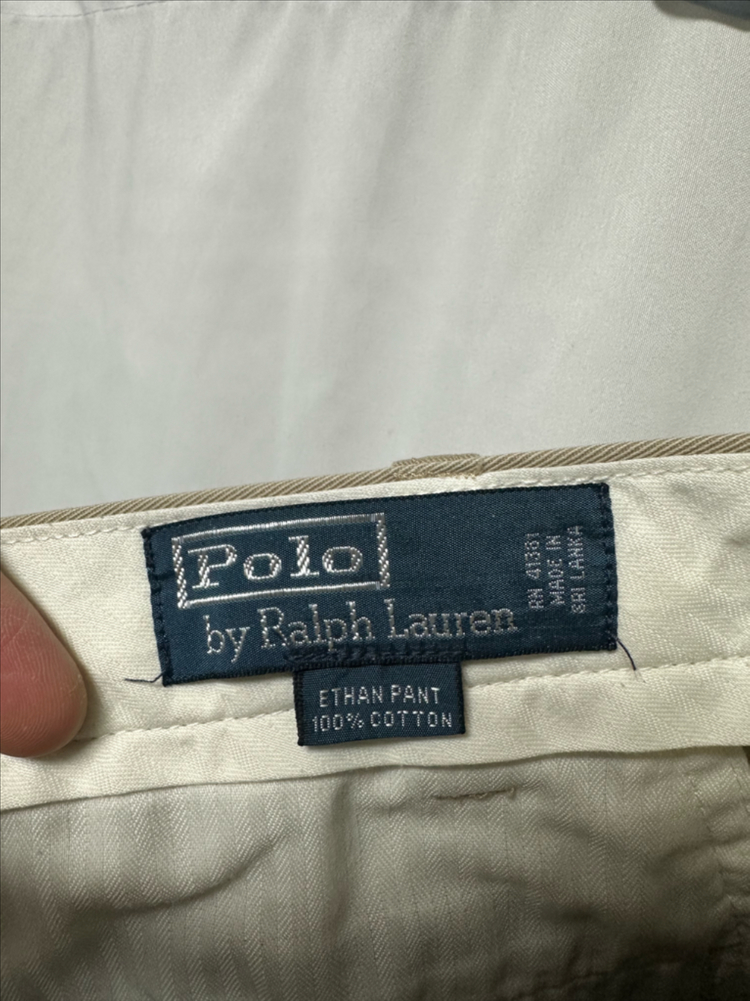 Polo
by Ralph Lauren
RN 41381
MADE IN
SRI LANKA
ETHAN PANT
100% COTTON